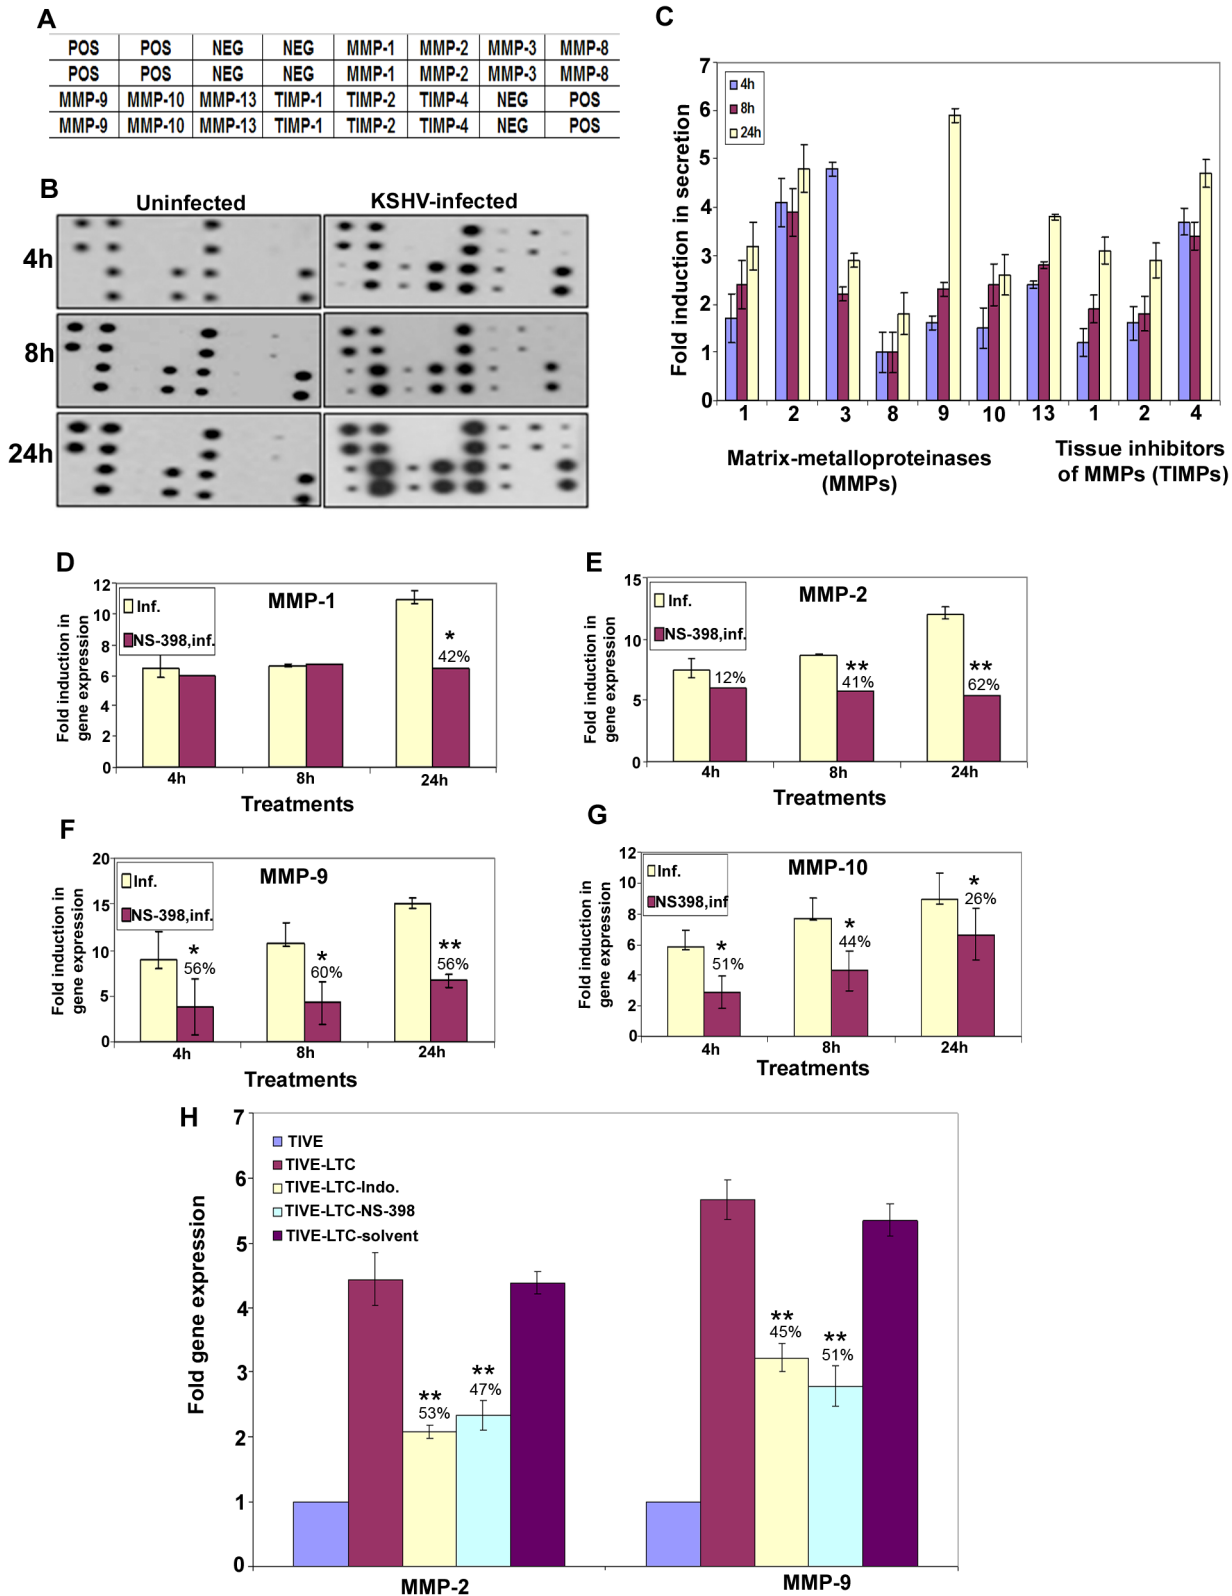 A
POS POS NEG NEG MMP-1 MMP-2 MMP-3 MMP-8
POS POS NEG NEG MMP-1 MMP-2 MMP-3 MMP-8
MMP-9 MMP-10 MMP-13 TIMP-1 TIMP-2 TIMP-4 NEG POS
MMP-9 MMP-10 MMP-13 TIMP-1 TIMP-2 TIMP-4 NEG POS
B
Uninfected KSHV-infected
4h
8h
24h
C
Fold induction in secretion
7
6
5
4
3
2
1
0
4h
8h
24h
1 2 3 8 9 10 13 1 2 4
Matrix-metalloproteinases
(MMPs)
Tissue inhibitors
of MMPs (TIMPs)
D
MMP-1
Fold induction in
gene expression
12
10
8
6
4
2
0
Inf.
NS-398,inf.
*
42%
4h 8h 24h
Treatments
E
MMP-2
Fold induction in
gene expression
15
10
5
0
Inf.
NS-398,inf.
12%
**
41%
**
62%
4h 8h 24h
Treatments
F
MMP-9
Fold induction in
gene expression
20
15
10
5
0
Inf.
NS-398,inf.
*
56%
*
60%
**
56%
4h 8h 24h
Treatments
G
MMP-10
Fold induction in
gene expression
12
10
8
6
4
2
0
Inf.
NS398,inf
*
51%
*
44%
*
26%
4h 8h 24h
Treatments
H
Fold gene expression
7
6
5
4
3
2
1
0
TIVE
TIVE-LTC
TIVE-LTC-Indo.
TIVE-LTC-NS-398
TIVE-LTC-solvent
**
53%
**
47%
**
45%
**
51%
MMP-2 MMP-9